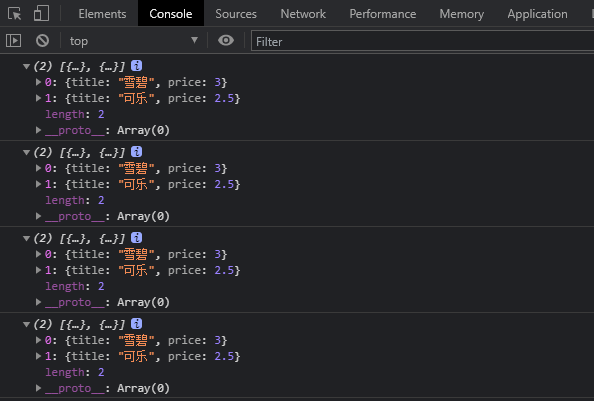 Elements Console Sources Network Performance Memory Application
top Filter
(2) [{…}, {…}] i
0: {title: "雪碧", price: 3}
1: {title: "可乐", price: 2.5}
length: 2
__proto__: Array(0)
(2) [{…}, {…}] i
0: {title: "雪碧", price: 3}
1: {title: "可乐", price: 2.5}
length: 2
__proto__: Array(0)
(2) [{…}, {…}] i
0: {title: "雪碧", price: 3}
1: {title: "可乐", price: 2.5}
length: 2
__proto__: Array(0)
(2) [{…}, {…}] i
0: {title: "雪碧", price: 3}
1: {title: "可乐", price: 2.5}
length: 2
__proto__: Array(0)